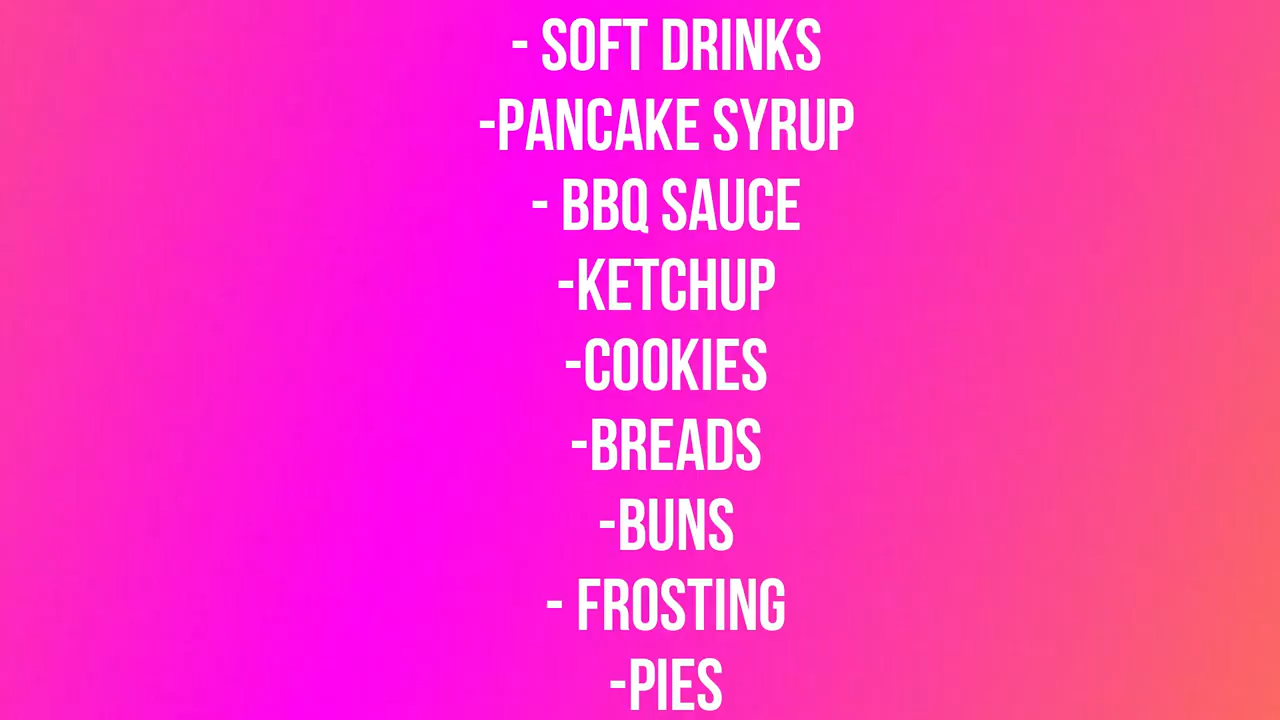 - SOFT DRINKS
-PANCAKE SYRUP
- BBQ SAUCE
-KETCHUP
-COOKIES
-BREADS
-BUNS
- FROSTING
-PIES